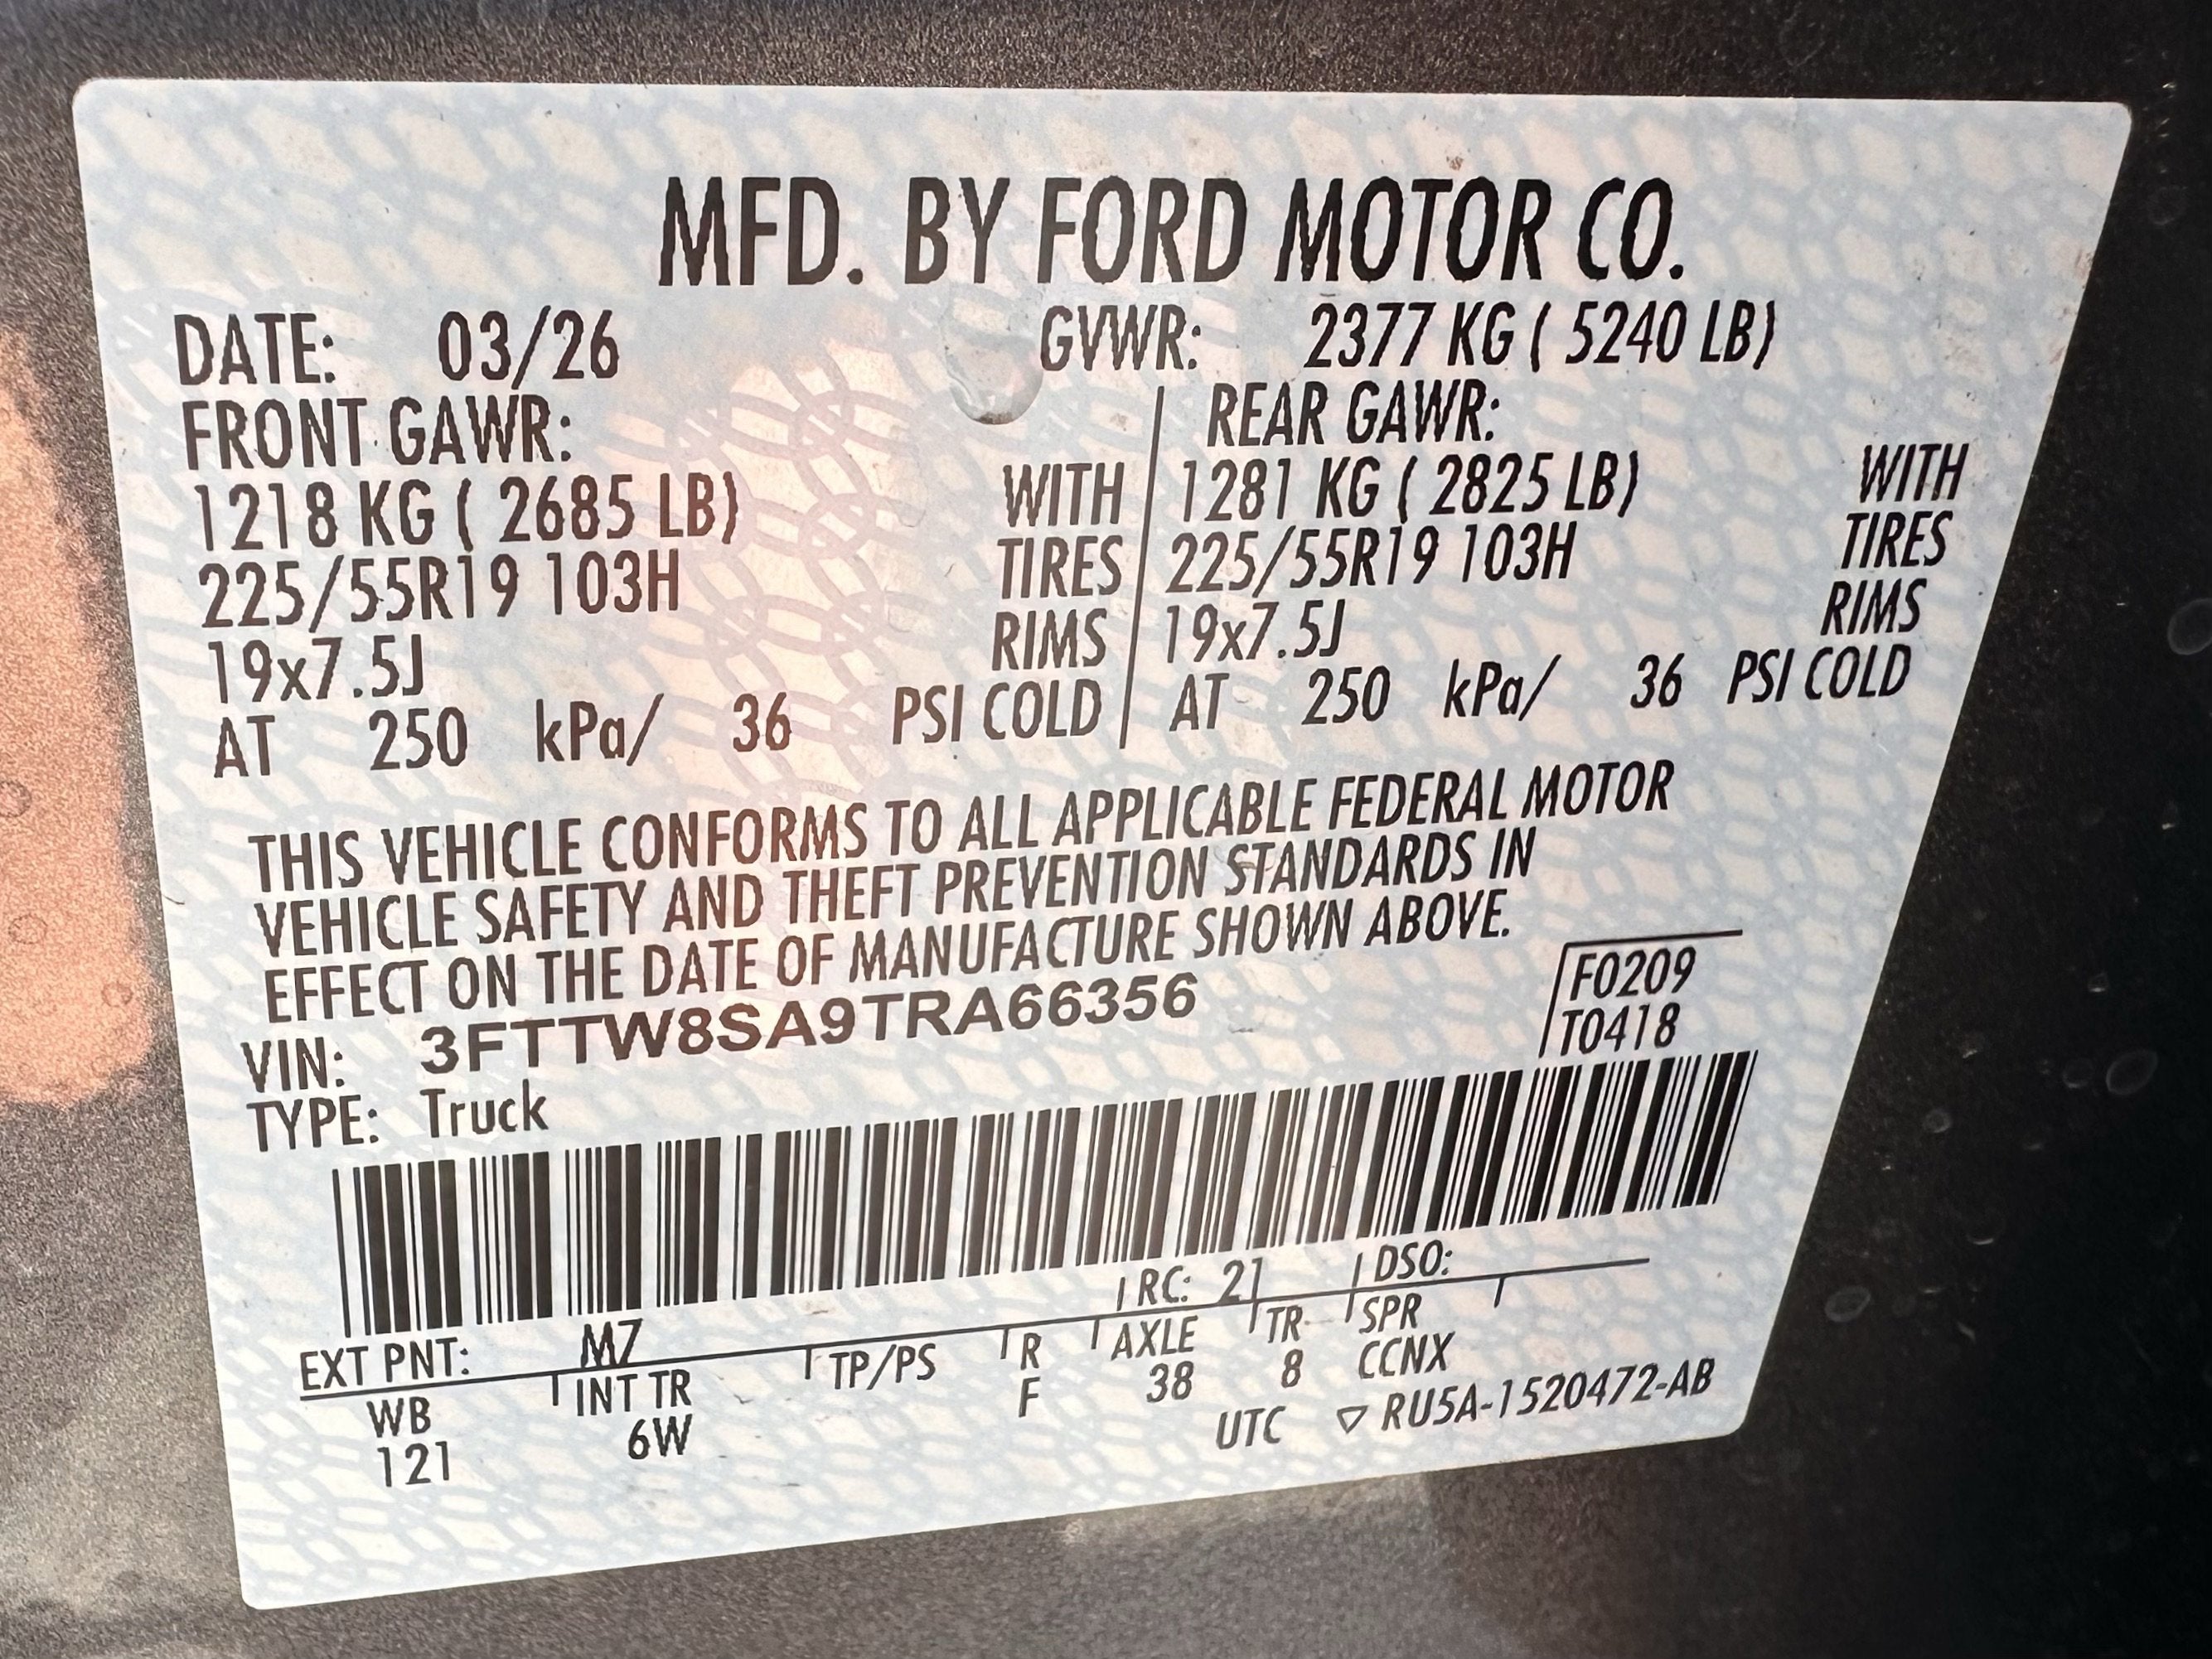 MFD. BY FORD MOTOR CO.
DATE: 03/26 GVWR: 2377 KG ( 5240 LB)
FRONT GAWR: REAR GAWR:
1218 KG ( 2685 LB) WITH 1281 KG ( 2825 LB) WITH
225/55R19 103H TIRES 225/55R19 103H TIRES
19x7.5J RIMS 19x7.5J RIMS
AT 250 kPa/ 36 PSI COLD AT 250 kPa/ 36 PSI COLD
THIS VEHICLE CONFORMS TO ALL APPLICABLE FEDERAL MOTOR
VEHICLE SAFETY AND THEFT PREVENTION STANDARDS IN
EFFECT ON THE DATE OF MANUFACTURE SHOWN ABOVE.
VIN: 3FTTW8SA9TRA66356 F0209
TYPE: Truck T0418
EXT PNT: M7 RC: 21 DSO:
WB INT TR TP/PS R AXLE TR SPR
121 6W F 38 8 CCNX
UTC ▽ RU5A-1520472-AB